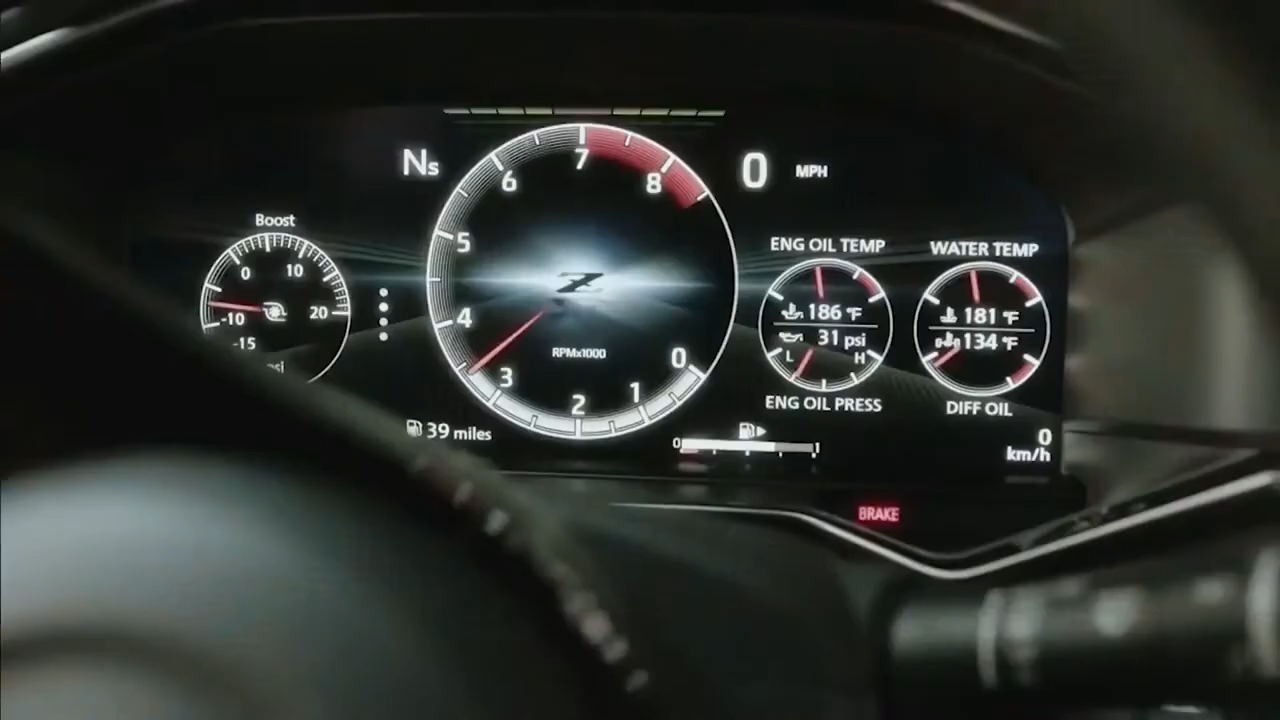 Ns
0 MPH
Boost
0 10
-10 20
-15
7
6 8
5
4
Z
RPMx1000
3 0
2 1
ENG OIL TEMP
186 °F
31 psi
L H
ENG OIL PRESS
WATER TEMP
181 °F
134 °F
DIFF OIL
39 miles
0 1
0
km/h
BRAKE